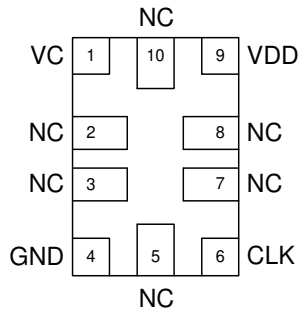 NC
VC 1 10 9 VDD
NC 2 8 NC
NC 3 7 NC
GND 4 5 6 CLK
NC